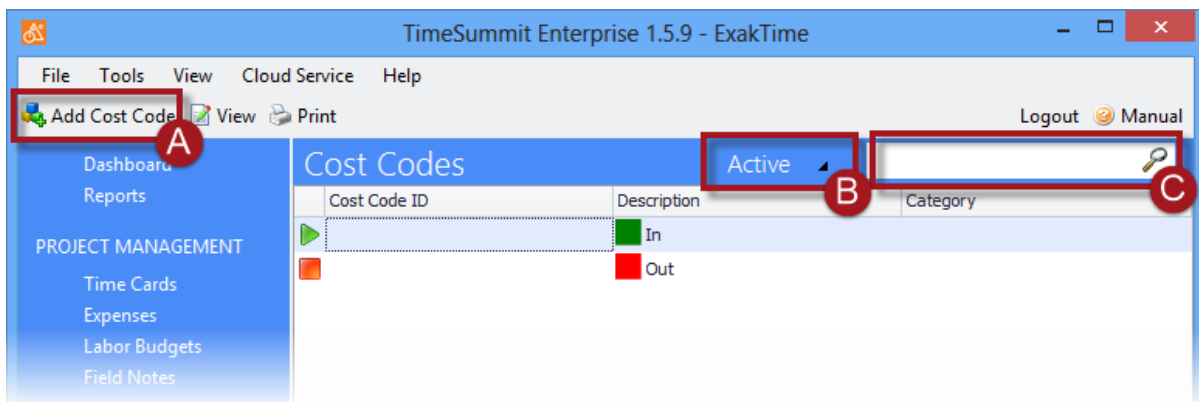 TimeSummit Enterprise 1.5.9 - ExakTime
File Tools View Cloud Service Help
Add Cost Code View Print Logout Manual
A
Dashboard
Cost Codes Active
B
C
Reports
Cost Code ID Description Category
PROJECT MANAGEMENT
In
Time Cards
Out
Expenses
Labor Budgets
Field Notes